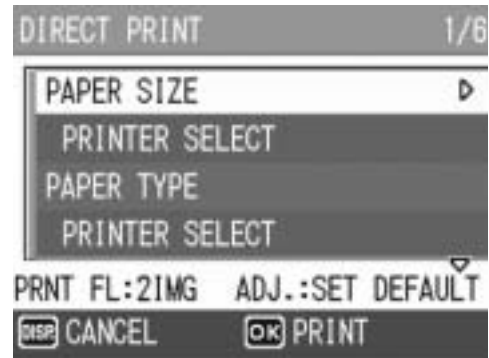 DIRECT PRINT 1/6
PAPER SIZE
PRINTER SELECT
PAPER TYPE
PRINTER SELECT
PRNT FL:2IMG ADJ.:SET DEFAULT
DISP. CANCEL OK PRINT